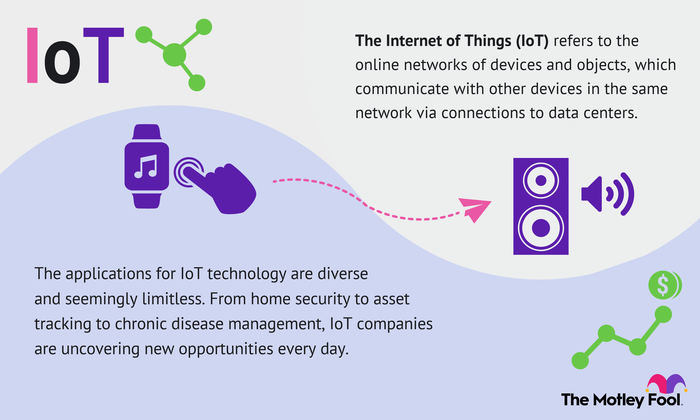 IoT
The Internet of Things (IoT) refers to the
online networks of devices and objects, which
communicate with other devices in the same
network via connections to data centers.
The applications for IoT technology are diverse
and seemingly limitless. From home security to asset
tracking to chronic disease management, IoT companies
are uncovering new opportunities every day.
$
The Motley Fool.